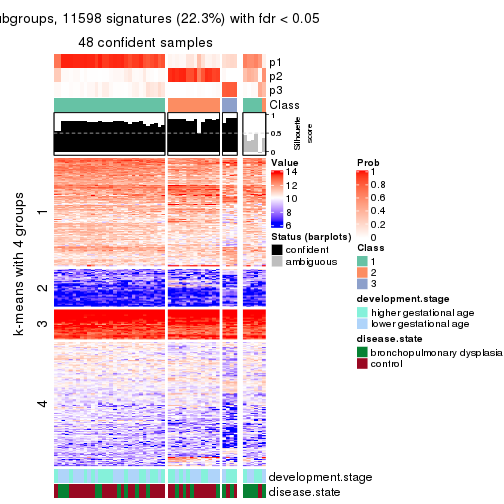 ubgroups, 11598 signatures (22.3%) with fdr < 0.05
48 confident samples
p1
p2
p3
Class
1
0.5
0
Silhouette
score
k-means with 4 groups
1
2
3
4
development.stage
disease.state
Value
14
12
10
8
6
Status (barplots)
confident
ambiguous
Prob
1
0.8
0.6
0.4
0.2
0
Class
1
2
3
development.stage
higher gestational age
lower gestational age
disease.state
bronchopulmonary dysplasia
control